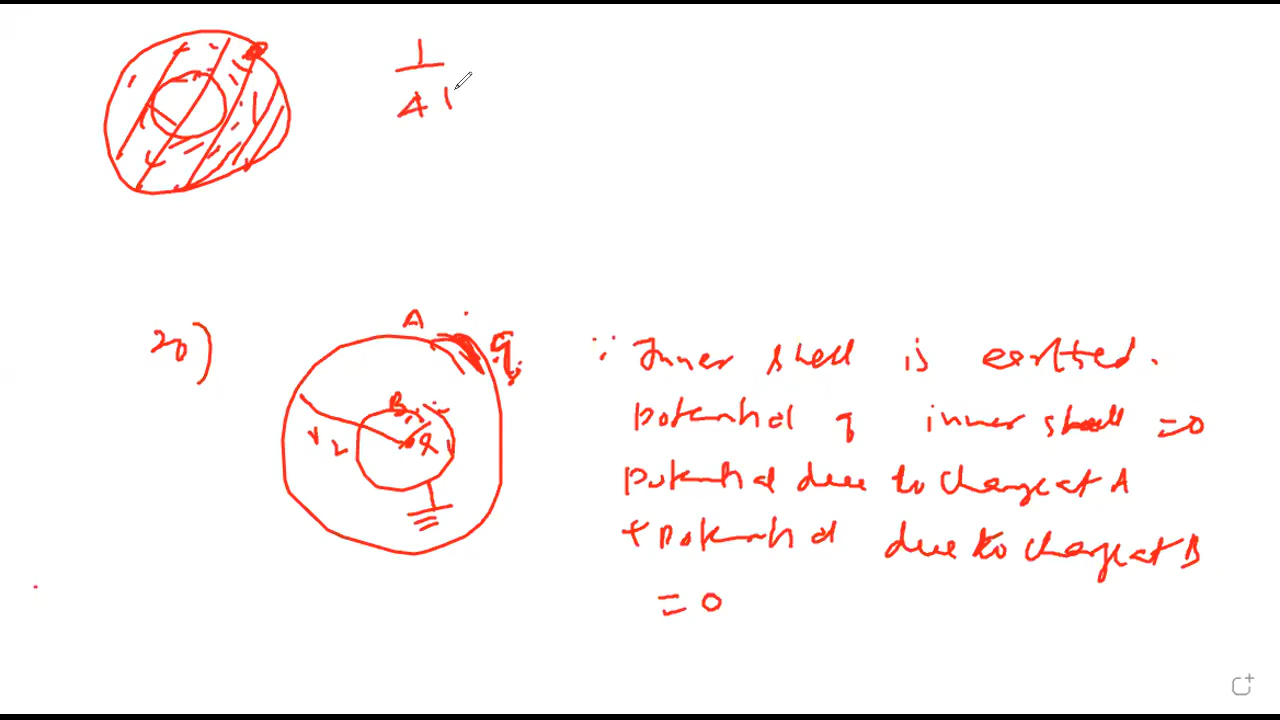 1
4
20)
A
q
B
r2
∵ Inner shell is earthed.
Potential of inner shell =0
potential due to charge at A
+ Potential due to charge at B
= 0